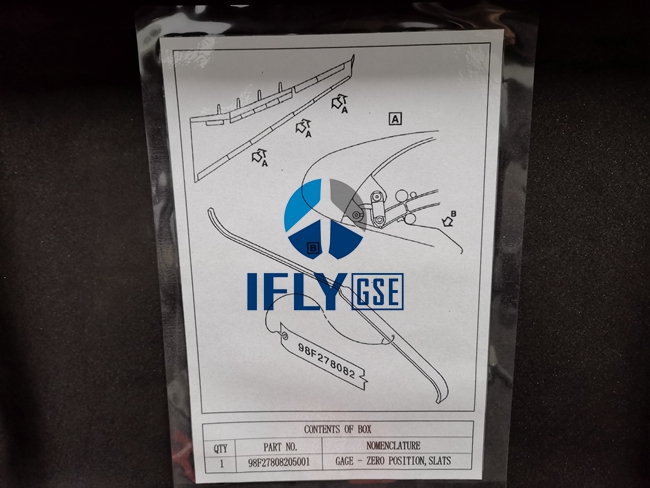 A
A
A
A
B
B
IFLY GSE
98F278082
CONTENTS OF BOX
QTY PART NO. NOMENCLATURE
1 98F27808205001 GAGE - ZERO POSITION, SLATS